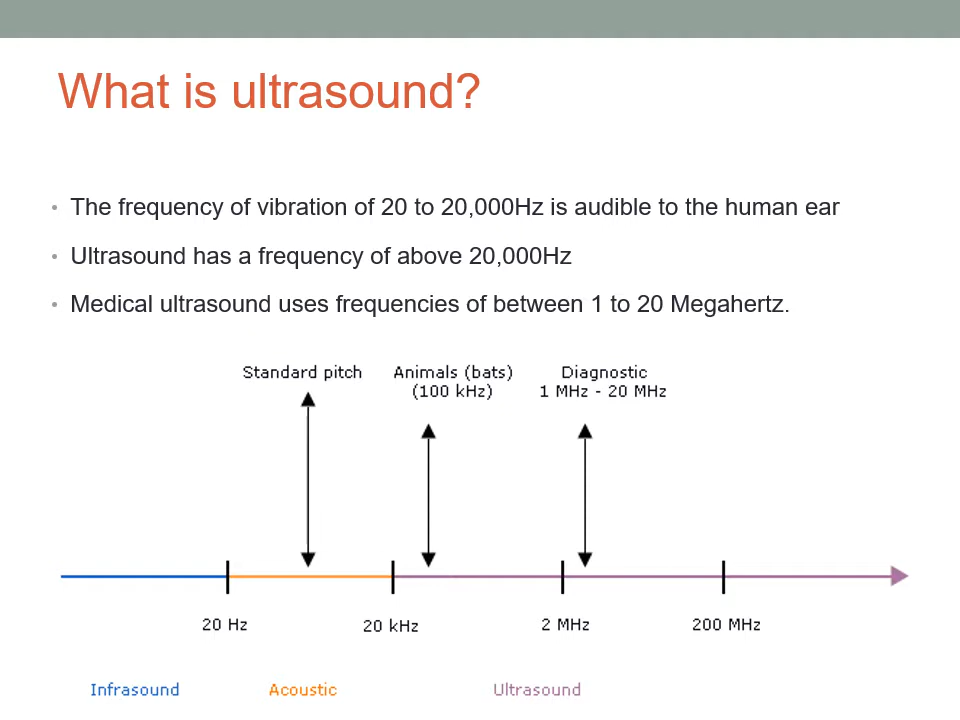 What is ultrasound?
• The frequency of vibration of 20 to 20,000Hz is audible to the human ear
• Ultrasound has a frequency of above 20,000Hz
• Medical ultrasound uses frequencies of between 1 to 20 Megahertz.
Standard pitch
Animals (bats)
(100 kHz)
Diagnostic
1 MHz - 20 MHz
20 Hz
20 kHz
2 MHz
200 MHz
Infrasound
Acoustic
Ultrasound